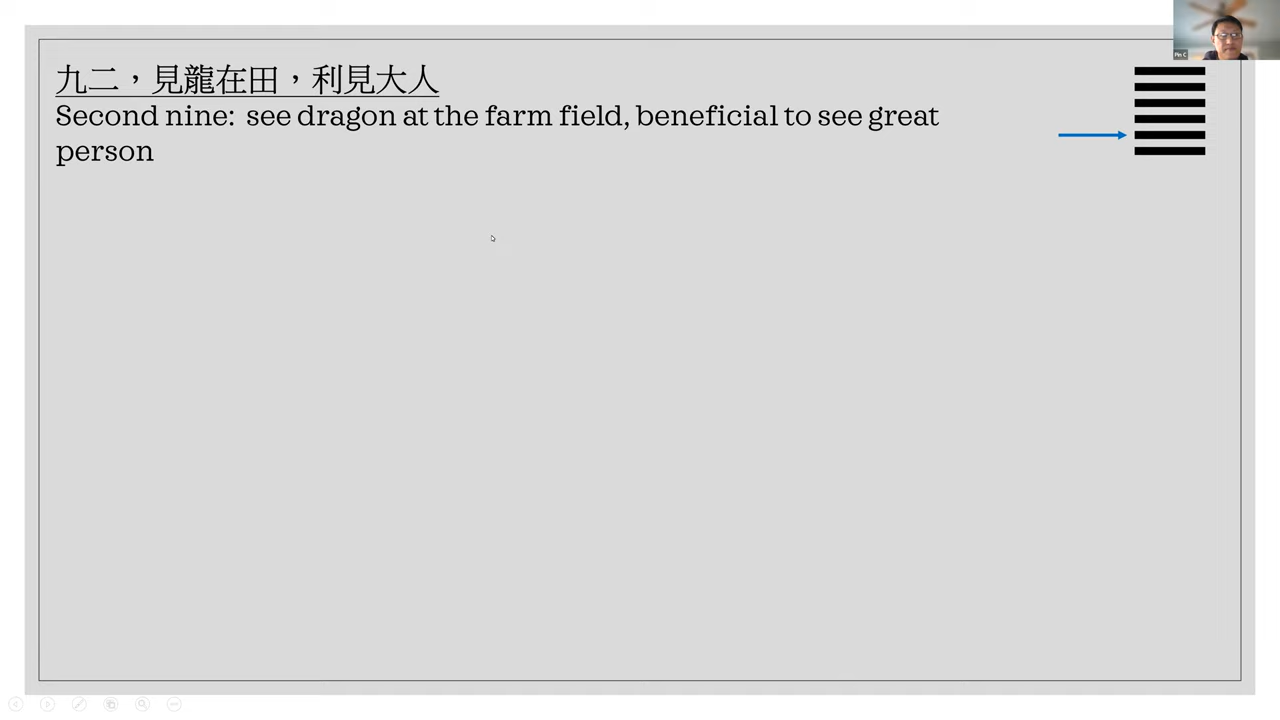 九二，見龍在田，利見大人
Second nine:  see dragon at the farm field, beneficial to see great
person
Pin C